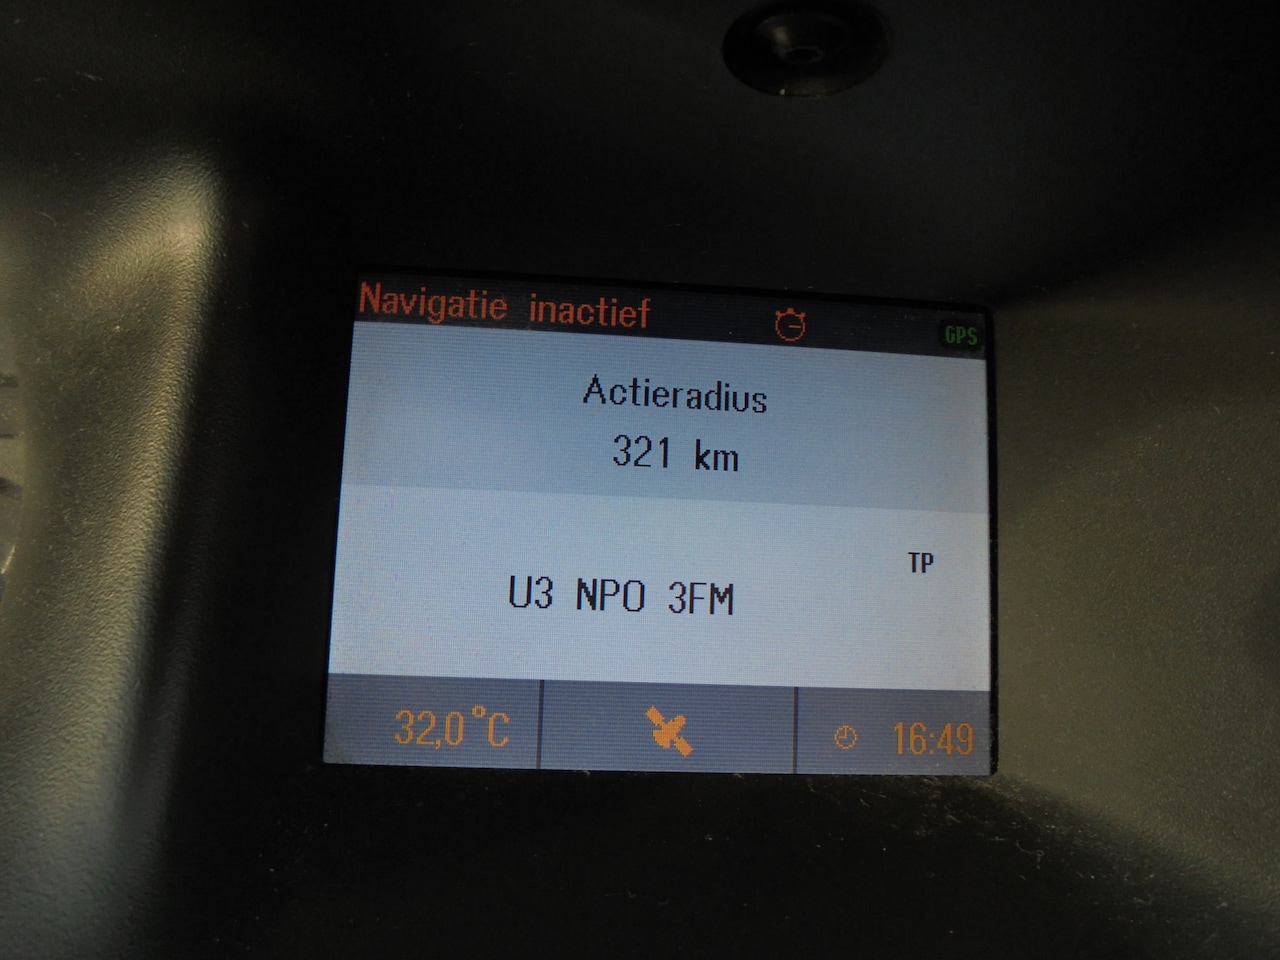 Navigatie inactief
GPS
Actieradius
321 km
TP
U3 NPO 3FM
32,0°C
16:49